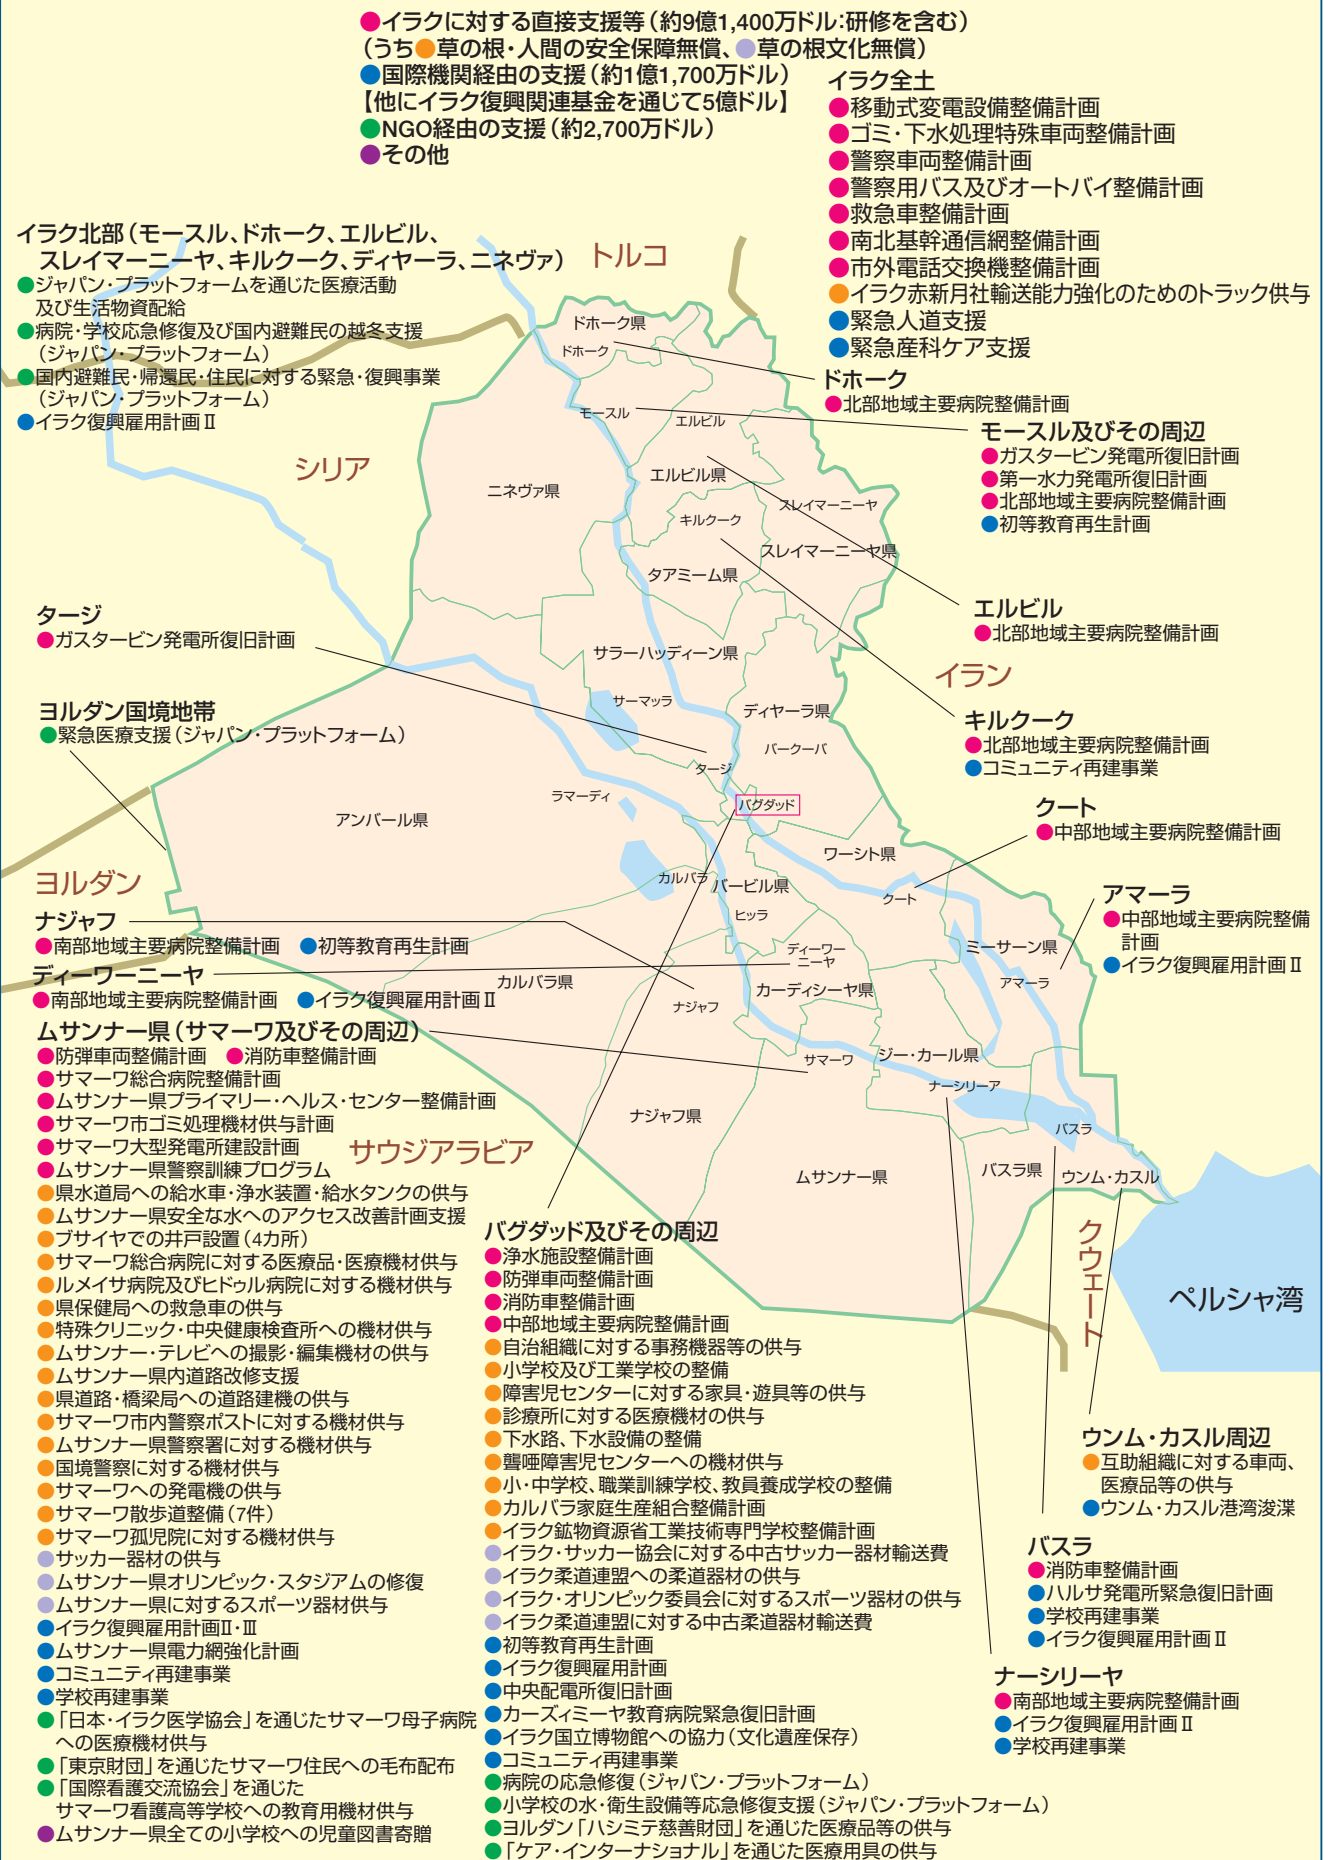 ●イラクに対する直接支援等（約9億1,400万ドル：研修を含む）
（うち●草の根・人間の安全保障無償、●草の根文化無償）
●国際機関経由の支援（約1億1,700万ドル）
【他にイラク復興関連基金を通じて5億ドル】
●NGO経由の支援（約2,700万ドル）
●その他
イラク全土
●移動式変電設備整備計画
●ゴミ・下水処理特殊車両整備計画
●警察車両整備計画
●警察用バス及びオートバイ整備計画
●救急車整備計画
●南北基幹通信網整備計画
●市外電話交換機整備計画
●イラク赤新月社輸送能力強化のためのトラック供与
●緊急人道支援
●緊急産科ケア支援
イラク北部（モースル、ドホーク、エルビル、
スレイマーニーヤ、キルクーク、ディヤーラ、ニネヴァ）
●ジャパン・プラットフォームを通じた医療活動
及び生活物資配給
●病院・学校応急修復及び国内避難民の越冬支援
（ジャパン・プラットフォーム）
●国内避難民・帰還民・住民に対する緊急・復興事業
（ジャパン・プラットフォーム）
●イラク復興雇用計画Ⅱ
トルコ
ドホーク県
ドホーク
ドホーク
●北部地域主要病院整備計画
モースル
エルビル
モースル及びその周辺
●ガスタービン発電所復旧計画
●第一水力発電所復旧計画
●北部地域主要病院整備計画
●初等教育再生計画
シリア
ニネヴァ県
エルビル県
スレイマーニーヤ
キルクーク
スレイマーニーヤ県
タアミーム県
エルビル
●北部地域主要病院整備計画
タージ
●ガスタービン発電所復旧計画
サラーハッディーン県
イラン
サーマッラ
ディヤーラ県
バークーバ
キルクーク
●北部地域主要病院整備計画
●コミュニティ再建事業
ヨルダン国境地帯
●緊急医療支援（ジャパン・プラットフォーム）
タージ
ラマーディ
バグダッド
アンバール県
クート
●中部地域主要病院整備計画
ワーシト県
ヨルダン
カルバラ
バービル県
クート
ヒッラ
アマーラ
●中部地域主要病院整備
計画
●イラク復興雇用計画Ⅱ
ナジャフ
●南部地域主要病院整備計画 ●初等教育再生計画
ディーワー
ニーヤ
ミーサーン県
アマーラ
ディーワーニーヤ
●南部地域主要病院整備計画 ●イラク復興雇用計画Ⅱ
カルバラ県
カーディシーヤ県
ナジャフ
サマーワ
ジー・カール県
ナーシリーア
ナジャフ県
バスラ
サウジアラビア
ムサンナー県
バスラ県
ウンム・カスル
クウェート
ペルシャ湾
ムサンナー県（サマーワ及びその周辺）
●防弾車両整備計画 ●消防車整備計画
●サマーワ総合病院整備計画
●ムサンナー県プライマリー・ヘルス・センター整備計画
●サマーワ市ゴミ処理機材供与計画
●サマーワ大型発電所建設計画
●ムサンナー県警察訓練プログラム
●県水道局への給水車・浄水装置・給水タンクの供与
●ムサンナー県安全な水へのアクセス改善計画支援
●ブサイヤでの井戸設置（4カ所）
●サマーワ総合病院に対する医療品・医療機材供与
●ルメイサ病院及びヒドゥル病院に対する機材供与
●県保健局への救急車の供与
●特殊クリニック・中央健康検査所への機材供与
●ムサンナー・テレビへの撮影・編集機材の供与
●ムサンナー県内道路改修支援
●県道路・橋梁局への道路建機の供与
●サマーワ市内警察ポストに対する機材供与
●ムサンナー県警察署に対する機材供与
●国境警察に対する機材供与
●サマーワへの発電機の供与
●サマーワ散歩道整備（7件）
●サマーワ孤児院に対する機材供与
●サッカー器材の供与
●ムサンナー県オリンピック・スタジアムの修復
●ムサンナー県に対するスポーツ器材供与
●イラク復興雇用計画Ⅱ・Ⅲ
●ムサンナー県電力網強化計画
●コミュニティ再建事業
●学校再建事業
●「日本・イラク医学協会」を通じたサマーワ母子病院
への医療機材供与
●「東京財団」を通じたサマーワ住民への毛布配布
●「国際看護交流協会」を通じた
サマーワ看護高等学校への教育用機材供与
●ムサンナー県全ての小学校への児童図書寄贈
バグダッド及びその周辺
●浄水施設整備計画
●防弾車両整備計画
●消防車整備計画
●中部地域主要病院整備計画
●自治組織に対する事務機器等の供与
●小学校及び工業学校の整備
●障害児センターに対する家具・遊具等の供与
●診療所に対する医療機材の供与
●下水路、下水設備の整備
●聾唖障害児センターへの機材供与
●小・中学校、職業訓練学校、教員養成学校の整備
●カルバラ家庭生産組合整備計画
●イラク鉱物資源省工業技術専門学校整備計画
●イラク・サッカー協会に対する中古サッカー器材輸送費
●イラク柔道連盟への柔道器材の供与
●イラク・オリンピック委員会に対するスポーツ器材の供与
●イラク柔道連盟に対する中古柔道器材輸送費
●初等教育再生計画
●イラク復興雇用計画
●中央配電所復旧計画
●カーズィミーヤ教育病院緊急復旧計画
●イラク国立博物館への協力（文化遺産保存）
●コミュニティ再建事業
●病院の応急修復（ジャパン・プラットフォーム）
●小学校の水・衛生設備等応急修復支援（ジャパン・プラットフォーム）
●ヨルダン「ハシミテ慈善財団」を通じた医療品等の供与
●「ケア・インターナショナル」を通じた医療用具の供与
ウンム・カスル周辺
●互助組織に対する車両、
医療品等の供与
●ウンム・カスル港湾浚渫
バスラ
●消防車整備計画
●ハルサ発電所緊急復旧計画
●学校再建事業
●イラク復興雇用計画Ⅱ
ナーシリーヤ
●南部地域主要病院整備計画
●イラク復興雇用計画Ⅱ
●学校再建事業